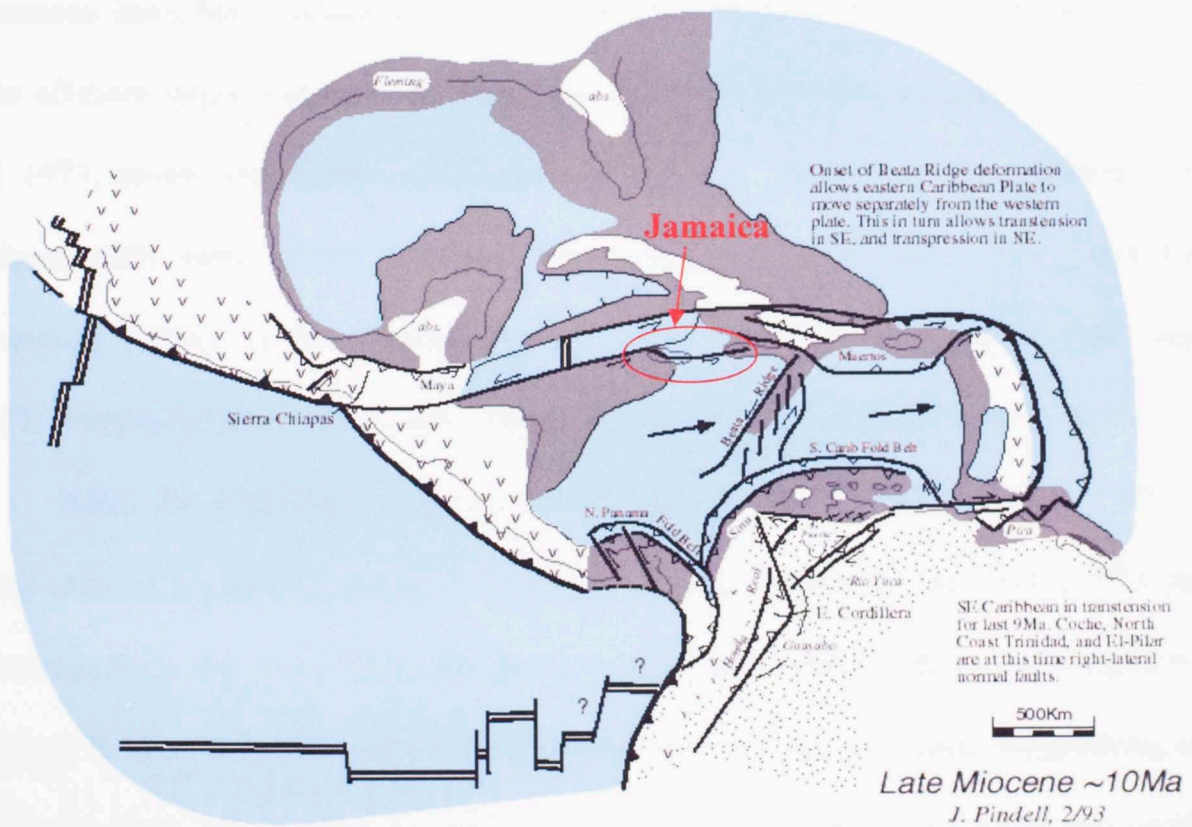 Fleming
abs.
Onset of Beata Ridge deformation
allows eastern Caribbean Plate to
move separately from the western
plate. This in turn allows transtension
in SE, and transpression in NE.
Jamaica
abs.
Maya
Muertos
Sierra Chiapas
Beata Ridge
S. Carib Fold Belt
N. Panama Fold Belt
Sinu
Pica
Rio Yuca
E. Cordillera
Guayabo
Honda
Real
SE Caribbean in transtension
for last 9Ma. Coche, North
Coast Trinidad, and El-Pilar
are at this time right-lateral
normal faults.
?
?
500Km
Late Miocene ~10Ma
J. Pindell, 2/93